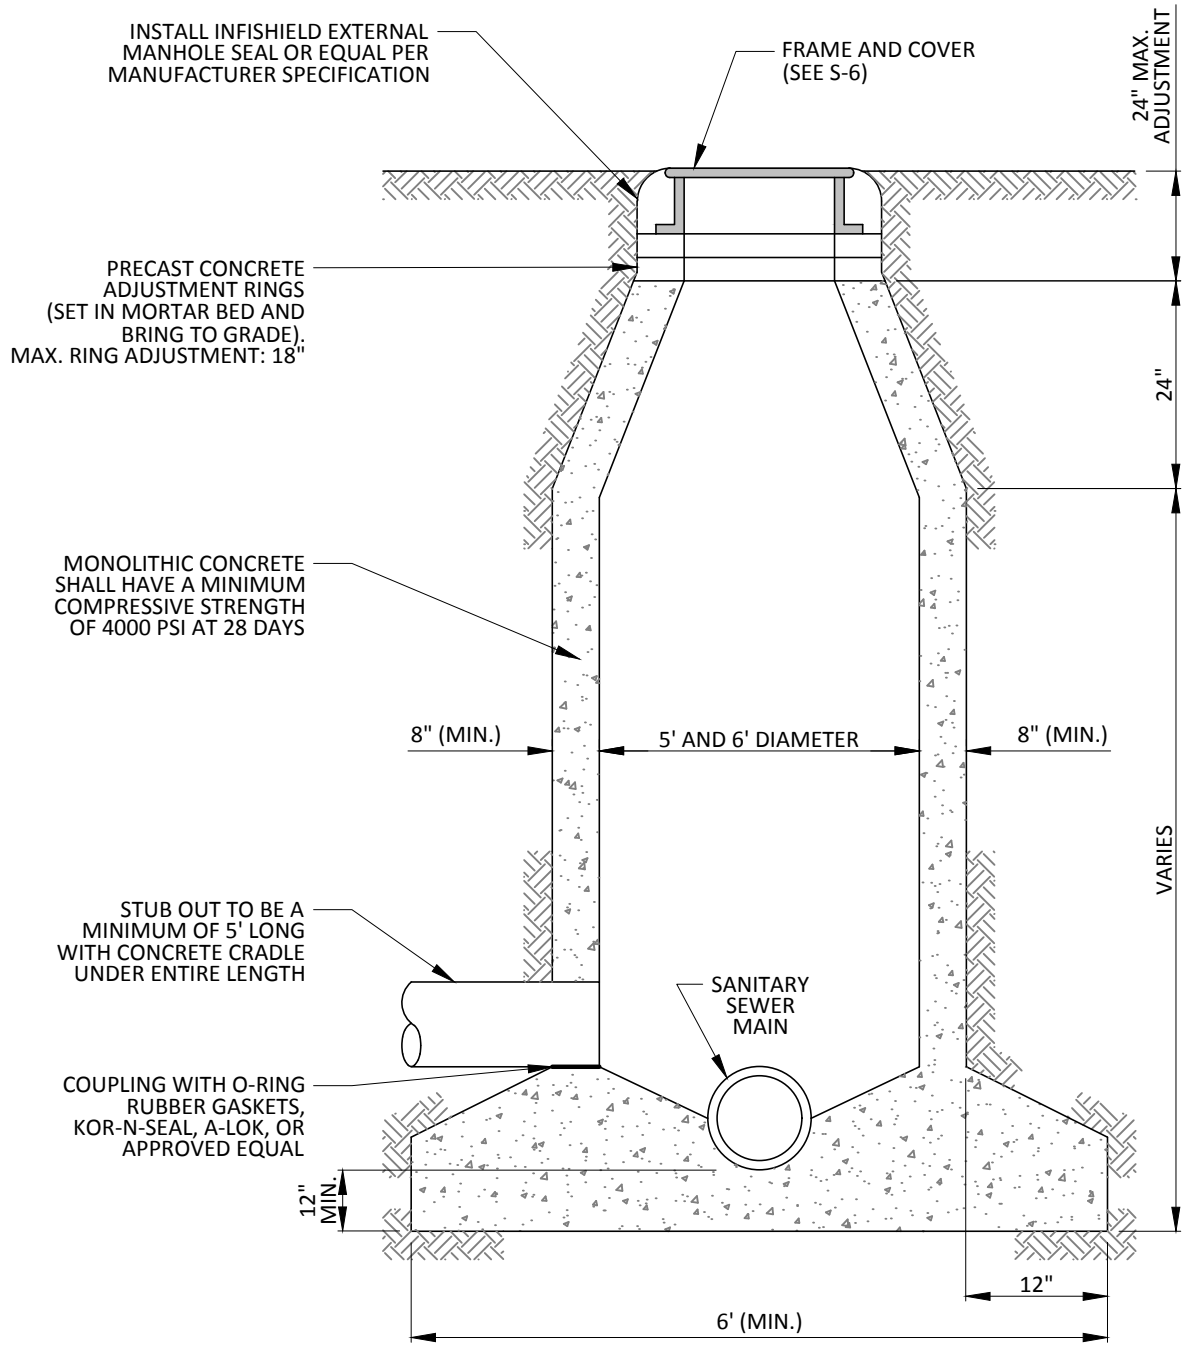 INSTALL INFISHIELD EXTERNAL
MANHOLE SEAL OR EQUAL PER
MANUFACTURER SPECIFICATION
FRAME AND COVER
(SEE S-6)
24" MAX.
ADJUSTMENT
PRECAST CONCRETE
ADJUSTMENT RINGS
(SET IN MORTAR BED AND
BRING TO GRADE).
MAX. RING ADJUSTMENT: 18"
24"
MONOLITHIC CONCRETE
SHALL HAVE A MINIMUM
COMPRESSIVE STRENGTH
OF 4000 PSI AT 28 DAYS
8" (MIN.)
5' AND 6' DIAMETER
8" (MIN.)
VARIES
STUB OUT TO BE A
MINIMUM OF 5' LONG
WITH CONCRETE CRADLE
UNDER ENTIRE LENGTH
SANITARY
SEWER
MAIN
COUPLING WITH O-RING
RUBBER GASKETS,
KOR-N-SEAL, A-LOK, OR
APPROVED EQUAL
12"
MIN.
12"
6' (MIN.)